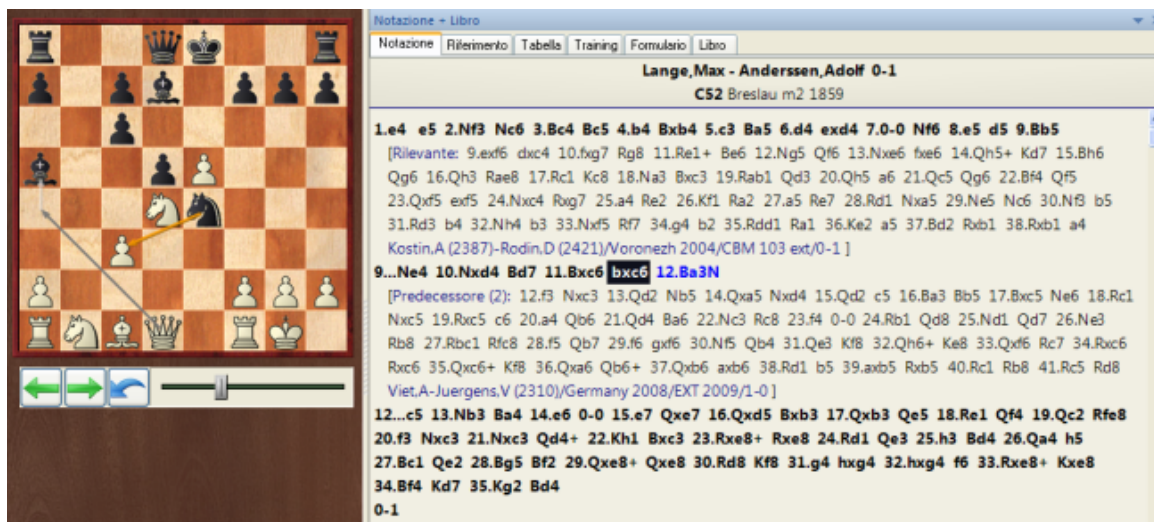 Notazione + Libro
Notazione Riferimento Tabella Training Formulario Libro
Lange,Max - Anderssen,Adolf 0-1
C52 Breslau m2 1859
1.e4 e5 2.Nf3 Nc6 3.Bc4 Bc5 4.b4 Bxb4 5.c3 Ba5 6.d4 exd4 7.0-0 Nf6 8.e5 d5 9.Bb5
[Rilevante: 9.exf6 dxc4 10.fxg7 Rg8 11.Re1+ Be6 12.Ng5 Qf6 13.Nxe6 fxe6 14.Qh5+ Kd7 15.Bh6
Qg6 16.Qh3 Rae8 17.Rc1 Kc8 18.Na3 Bxc3 19.Rab1 Qd3 20.Qh5 a6 21.Qc5 Qg6 22.Bf4 Qf5
23.Qxf5 exf5 24.Nxc4 Rxg7 25.a4 Re2 26.Kf1 Ra2 27.a5 Re7 28.Rd1 Nxa5 29.Ne5 Nc6 30.Nf3 b5
31.Rd3 b4 32.Nh4 b3 33.Nxf5 Rf7 34.g4 b2 35.Rdd1 Ra1 36.Ke2 a5 37.Bd2 Rxb1 38.Rxb1 a4
Kostin,A (2387)-Rodin,D (2421)/Voronezh 2004/CBM 103 ext/0-1 ]
9...Ne4 10.Nxd4 Bd7 11.Bxc6 bxc6 12.Ba3N
[Predecessore (2): 12.f3 Nxc3 13.Qd2 Nb5 14.Qxa5 Nxd4 15.Qd2 c5 16.Ba3 Bb5 17.Bxc5 Ne6 18.Rc1
Nxc5 19.Rxc5 c6 20.a4 Qb6 21.Qd4 Ba6 22.Nc3 Rc8 23.f4 0-0 24.Rb1 Qd8 25.Nd1 Qd7 26.Ne3
Rb8 27.Rbc1 Rfc8 28.f5 Qb7 29.f6 gxf6 30.Nf5 Qb4 31.Qe3 Kf8 32.Qh6+ Ke8 33.Qxf6 Rc7 34.Rxc6
Rxc6 35.Qxc6+ Kf8 36.Qxa6 Qb6+ 37.Qxb6 axb6 38.Rd1 b5 39.axb5 Rxb5 40.Rc1 Rb8 41.Rc5 Rd8
Viet,A-Juergens,V (2310)/Germany 2008/EXT 2009/1-0 ]
12...c5 13.Nb3 Ba4 14.e6 0-0 15.e7 Qxe7 16.Qxd5 Bxb3 17.Qxb3 Qe5 18.Re1 Qf4 19.Qc2 Rfe8
20.f3 Nxc3 21.Nxc3 Qd4+ 22.Kh1 Bxc3 23.Rxe8+ Rxe8 24.Rd1 Qe3 25.h3 Bd4 26.Qa4 h5
27.Bc1 Qe2 28.Bg5 Bf2 29.Qxe8+ Qxe8 30.Rd8 Kf8 31.g4 hxg4 32.hxg4 f6 33.Rxe8+ Kxe8
34.Bf4 Kd7 35.Kg2 Bd4
0-1